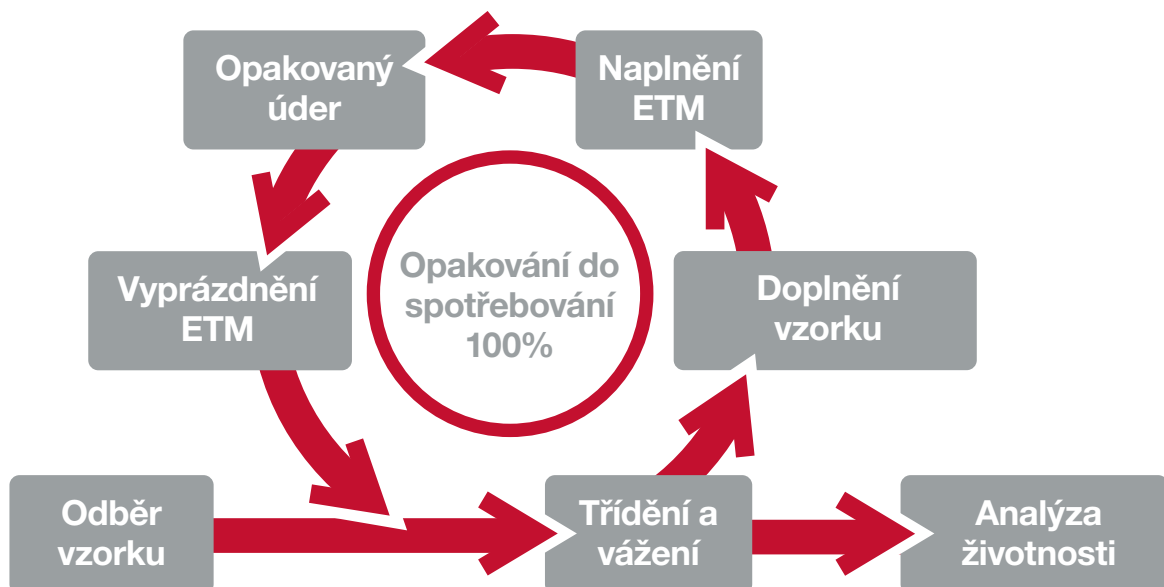 Opakovaný
úder
Naplnění
ETM
Vyprázdnění
ETM
Opakování do
spotřebování
100%
Doplnění
vzorku
Odběr
vzorku
Třídění a
vážení
Analýza
životnosti